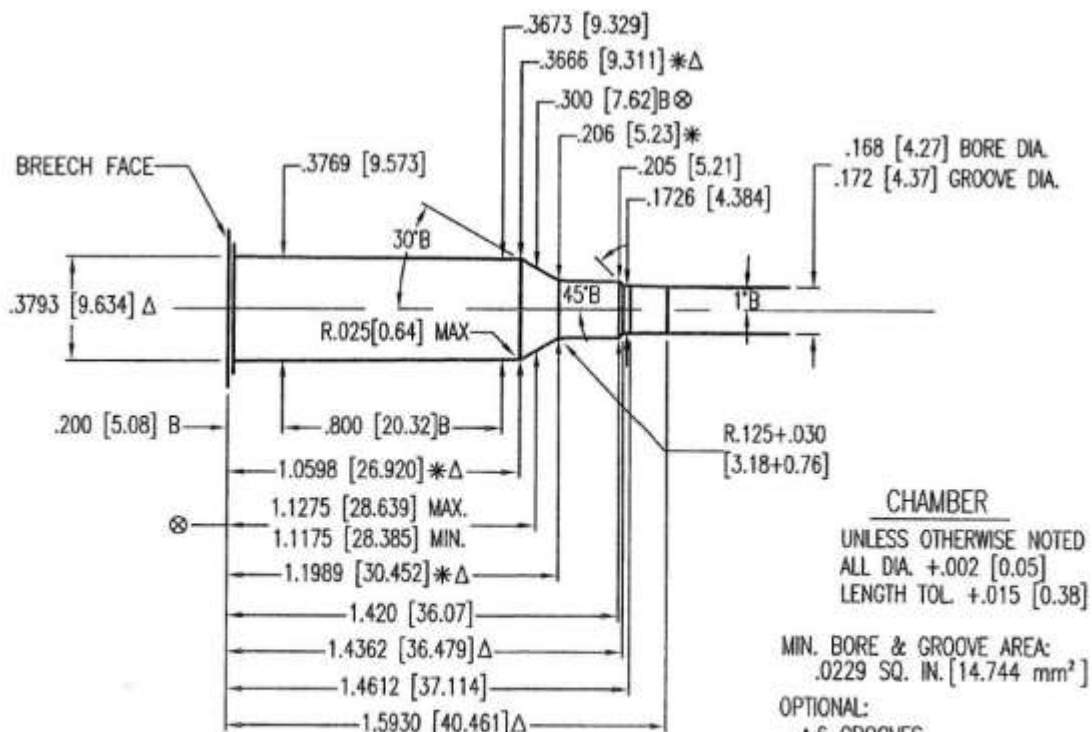 .3673 [9.329]
.3666 [9.311]*Δ
.300 [7.62]B⊗
.206 [5.23]*
.205 [5.21]
.1726 [4.384]
.168 [4.27] BORE DIA.
.172 [4.37] GROOVE DIA.
BREECH FACE
.3769 [9.573]
30°B
.3793 [9.634] Δ
45°B
1°B
R.025[0.64] MAX
.200 [5.08] B
.800 [20.32]B
R.125+.030
[3.18+0.76]
1.0598 [26.920]*Δ
⊗
1.1275 [28.639] MAX.
1.1175 [28.385] MIN.
1.1989 [30.452]*Δ
1.420 [36.07]
1.4362 [36.479]Δ
1.4612 [37.114]
1.5930 [40.461]Δ
CHAMBER
UNLESS OTHERWISE NOTED
ALL DIA. +.002 [0.05]
LENGTH TOL. +.015 [0.38]
MIN. BORE & GROOVE AREA:
.0229 SQ. IN.[14.744 mm²]
OPTIONAL:
6 GROOVES